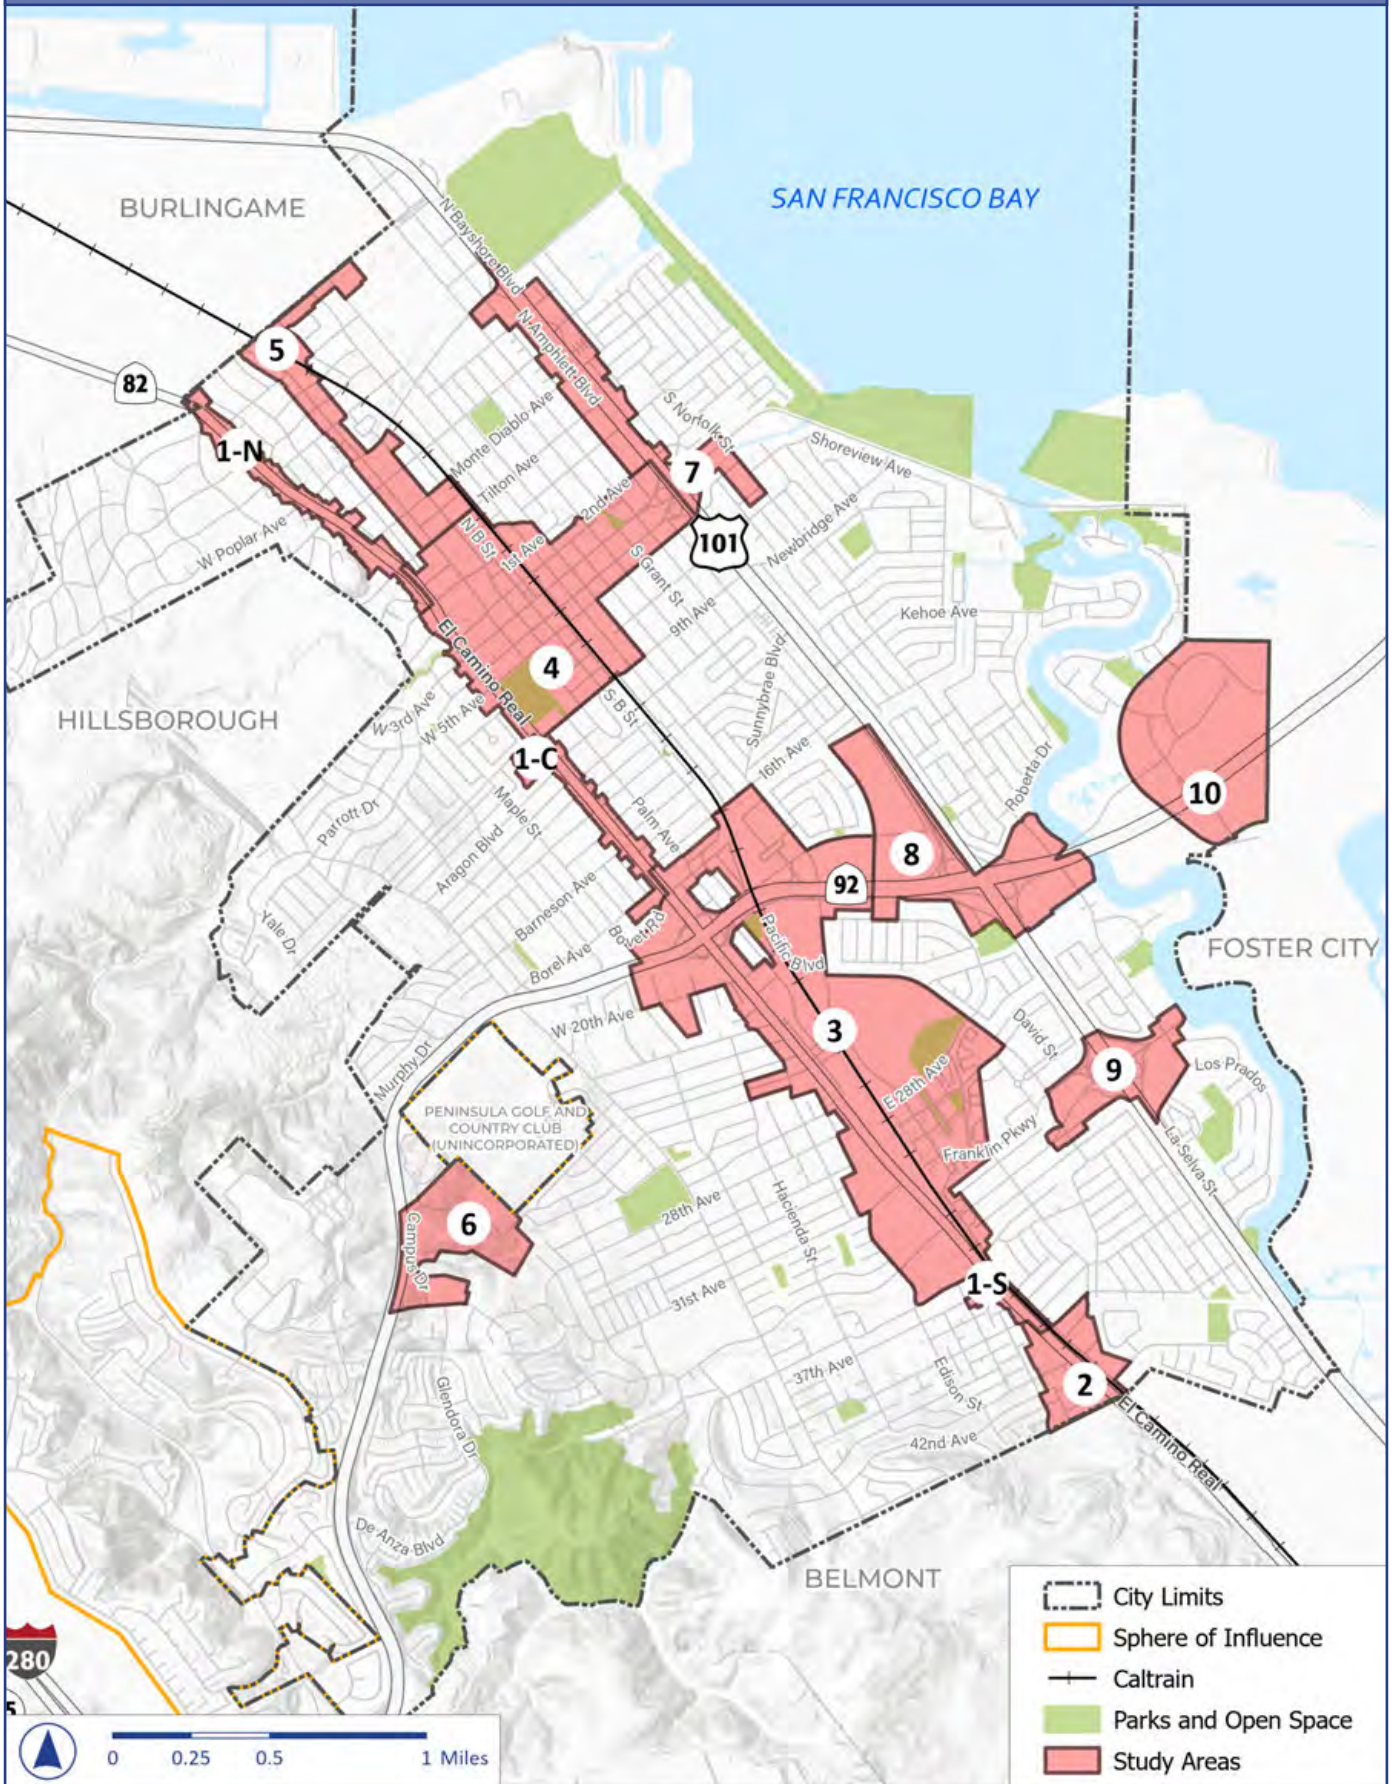 SAN FRANCISCO BAY
BURLINGAME
N Bayshore Blvd
5
82
N Amphlett Blvd
1-N
Monte Diablo Ave
S Norfolk St
Shoreview Ave
7
Tilton Ave
2nd Ave
W Poplar Ave
N B St
1st Ave
101
Newbridge Ave
S Grant St
9th Ave
Kehoe Ave
El Camino Real
4
Sunnybrae Blvd
HILLSBOROUGH
W 3rd Ave
W 5th Ave
S B St
1-C
16th Ave
Roberta Dr
10
Maple St
Palm Ave
Parrott Dr
Aragon Blvd
8
92
Barneson Ave
Yale Dr
Bovet Rd
Pacific Blvd
Borel Ave
FOSTER CITY
W 20th Ave
3
David St
Murphy Dr
9
Los Prados
E 28th Ave
PENINSULA GOLF AND
COUNTRY CLUB
(UNINCORPORATED)
Franklin Pkwy
La Selva St
28th Ave
Hacienda St
6
Campus Dr
31st Ave
1-S
37th Ave
Edison St
2
Glendora Dr
El Camino Real
42nd Ave
De Anza Blvd
BELMONT
280
5
City Limits
Sphere of Influence
Caltrain
Parks and Open Space
Study Areas
0 0.25 0.5 1 Miles